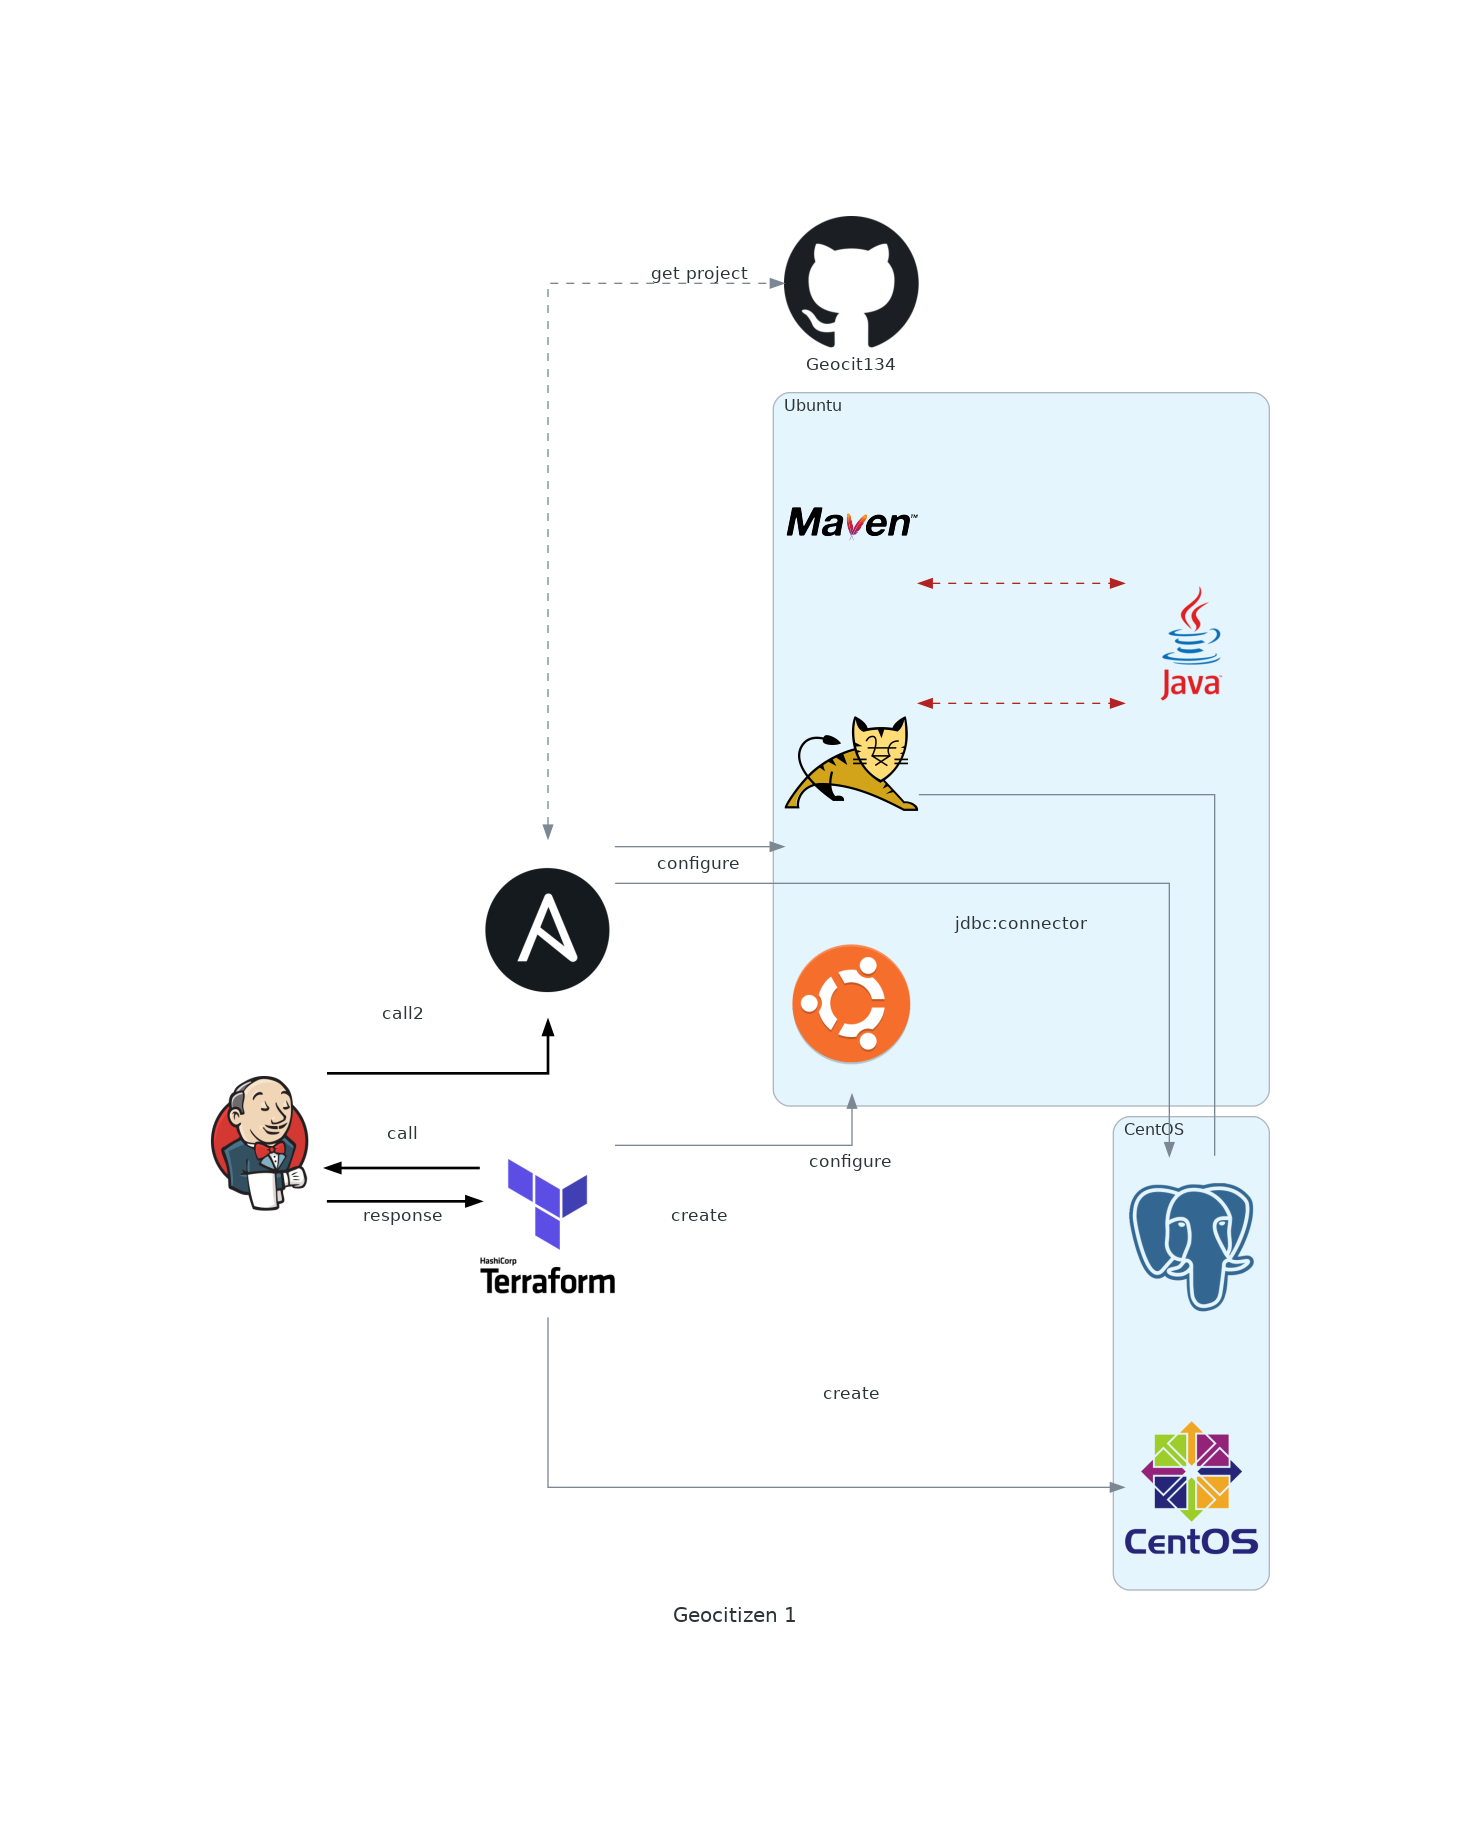 get project
Geocit134
Ubuntu
Maven™
Java
configure
jdbc:connector
call2
call
CentOS
configure
response
create
HashiCorp
Terraform
create
CentOS
Geocitizen 1